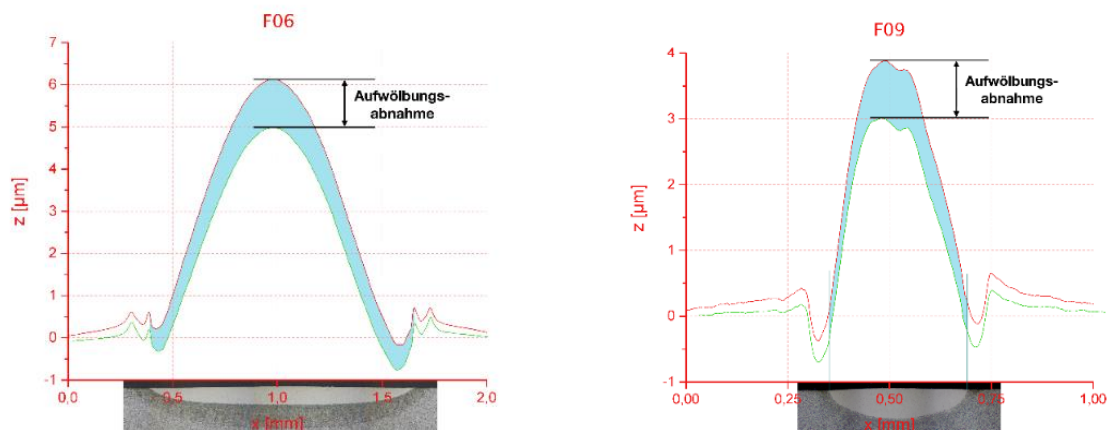 F06
7
6
5
4
3
2
1
0
-1
z [µm]
Aufwölbungs-
abnahme
0,0
0,5
1,0
1,5
2,0
x [mm]
F09
4
3
2
1
0
-1
z [µm]
Aufwölbungs-
abnahme
0,00
0,25
0,50
0,75
1,00
x [mm]